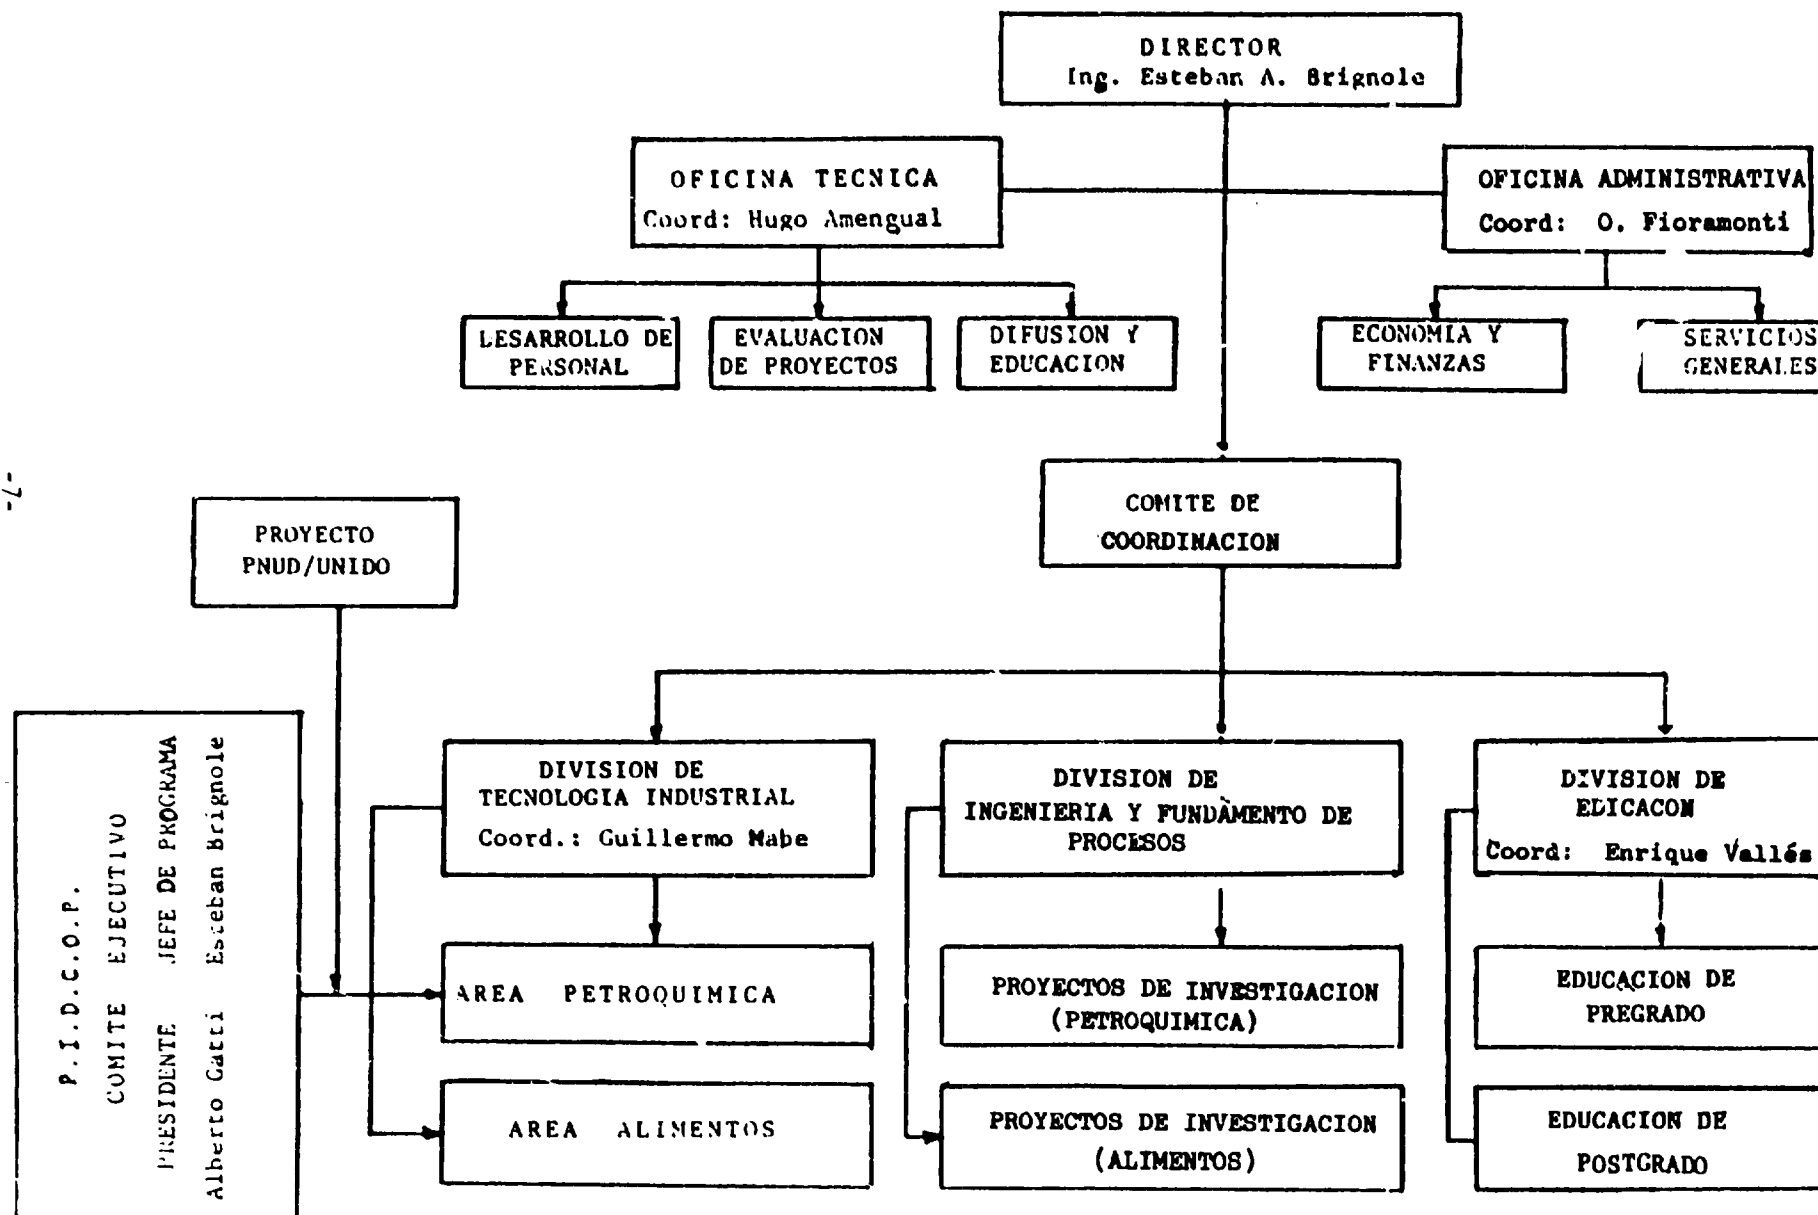 DIRECTOR
Ing. Esteban A. Brignole
OFICINA TECNICA
Coord: Hugo Amengual
OFICINA ADMINISTRATIVA
Coord: O. Fioramonti
LESARROLLO DE
PERSONAL
EVALUACION
DE PROYECTOS
DIFUSION Y
EDUCACION
ECONOMIA Y
FINANZAS
SERVICIOS
GENERALES
-7-
COMITE DE
COORDINACION
PROYECTO
PNUD/UNIDO
P.I.D.C.O.P.
COMITE EJECUTIVO
PRESIDENTE JEFE DE PROGRAMA
Alberto Gatti Esteban Brignole
DIVISION DE
TECNOLOGIA INDUSTRIAL
Coord.: Guillermo Mabe
DIVISION DE
INGENIERIA Y FUNDAMENTO DE
PROCESOS
DIVISION DE
EDICACON
Coord: Enrique Vallés
AREA PETROQUIMICA
PROYECTOS DE INVESTIGACION
(PETROQUIMICA)
EDUCACION DE
PREGRADO
AREA ALIMENTOS
PROYECTOS DE INVESTIGACION
(ALIMENTOS)
EDUCACION DE
POSTGRADO